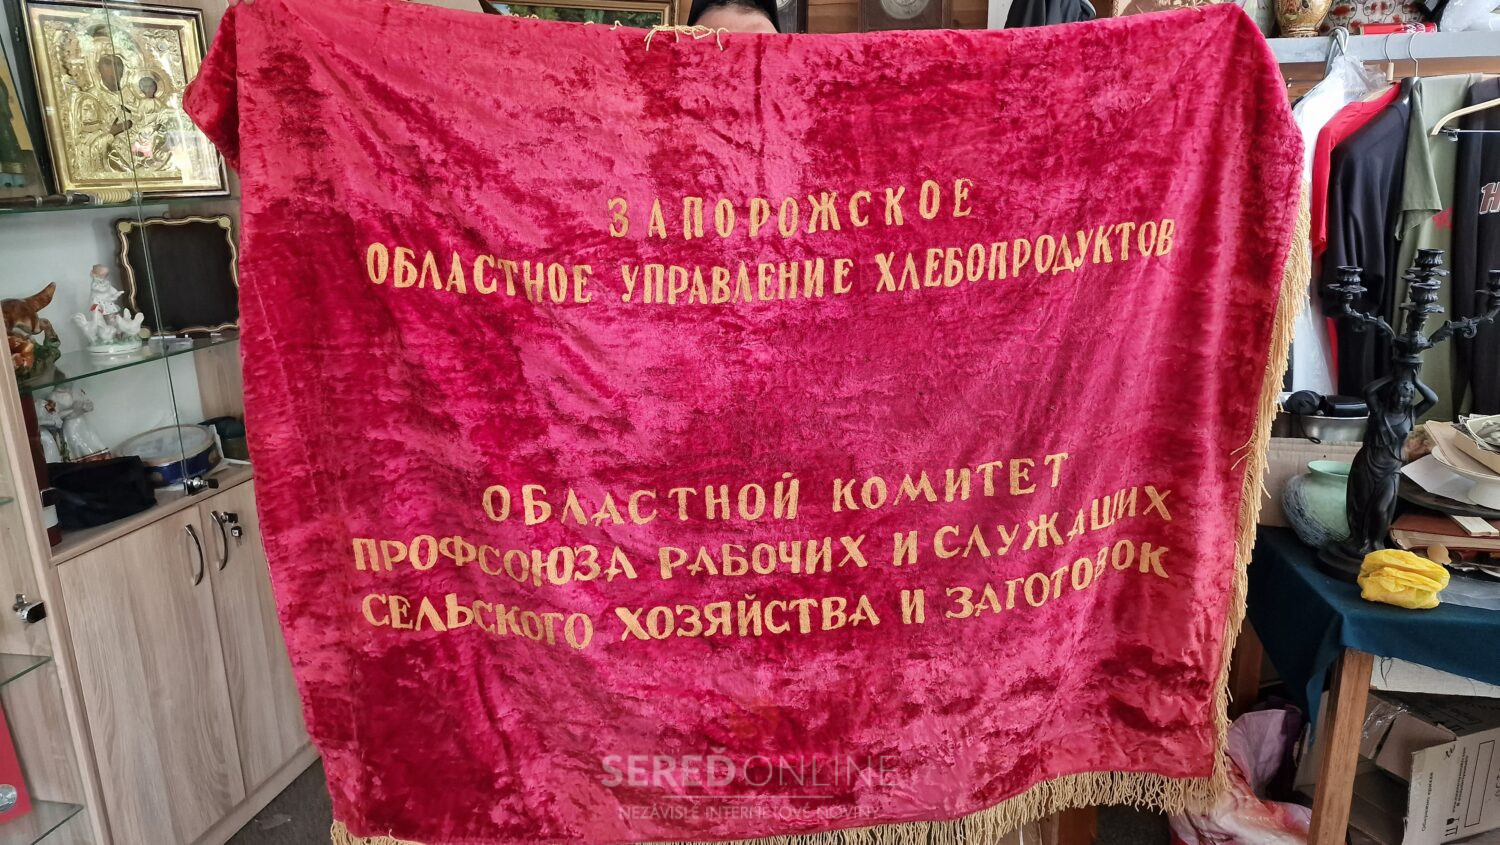 ЗАПОРОЖСКОЕ
ОБЛАСТНОЕ УПРАВЛЕНИЕ ХЛЕБОПРОДУКТОВ
ОБЛАСТНОЙ КОМИТЕТ
ПРОФСОЮЗА РАБОЧИХ И СЛУЖАЩИХ
СЕЛЬСКОГО ХОЗЯЙСТВА И ЗАГОТОВОК
SEREĎONLINE
NEZÁVISLÉ INTERNETOVÉ NOVINY